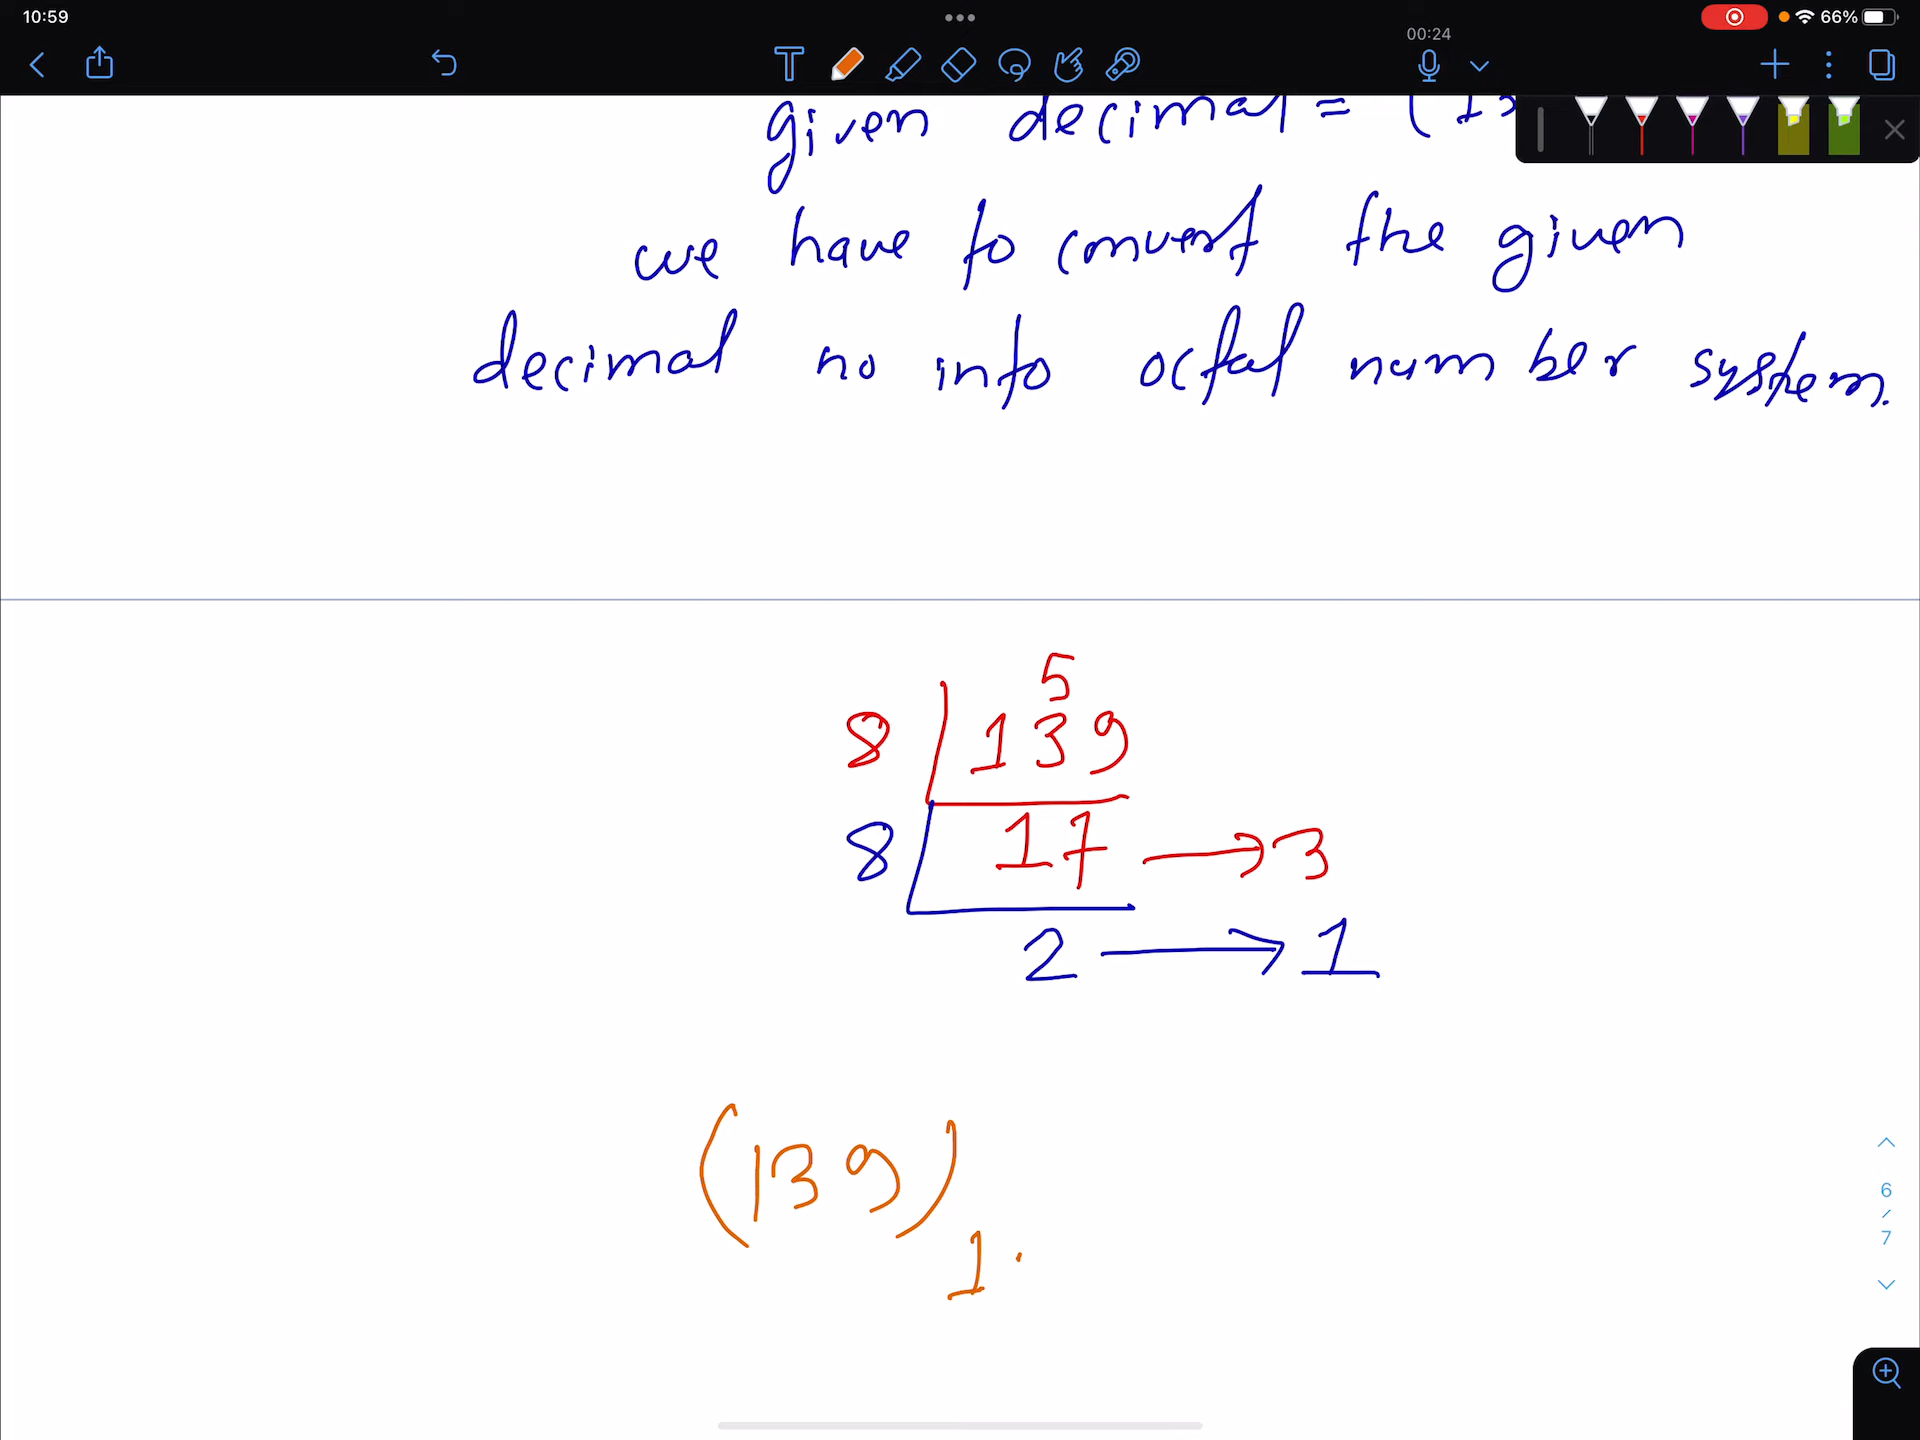 10:59
66%
00:24
given decimal = (13
we have to convert the given
decimal no into octal number system.
5
8 139
8 17 → 3
2 → 1
(139)
1.
6
/
7